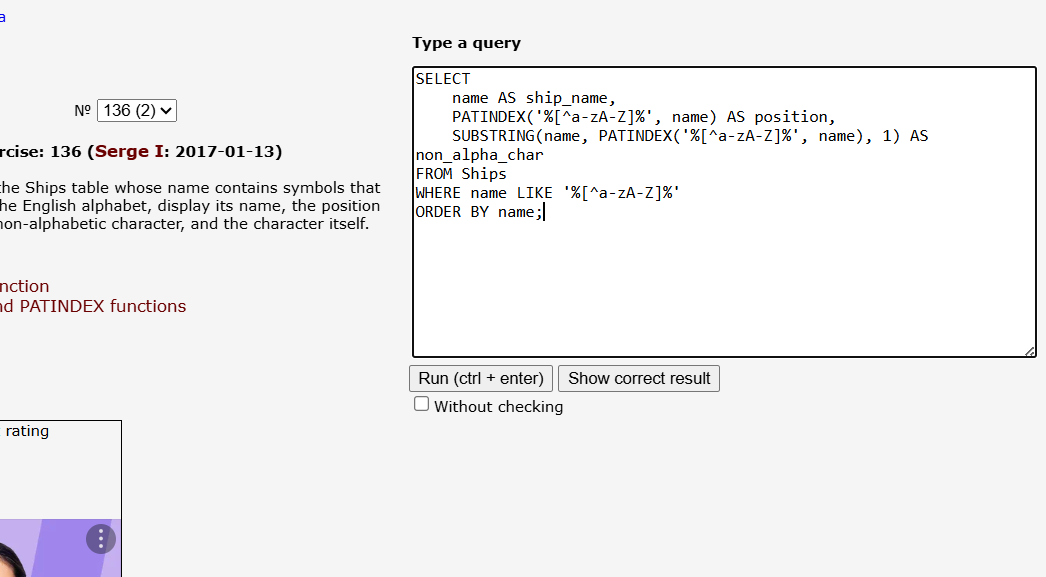 a
Type a query
Nº 136 (2)
rcise: 136 (Serge I: 2017-01-13)
the Ships table whose name contains symbols that
he English alphabet, display its name, the position
non-alphabetic character, and the character itself.
nction
nd PATINDEX functions
SELECT
name AS ship_name,
PATINDEX('%[^a-zA-Z]%', name) AS position,
SUBSTRING(name, PATINDEX('%[^a-zA-Z]%', name), 1) AS
non_alpha_char
FROM Ships
WHERE name LIKE '%[^a-zA-Z]%'
ORDER BY name;
Run (ctrl + enter) Show correct result
Without checking
rating